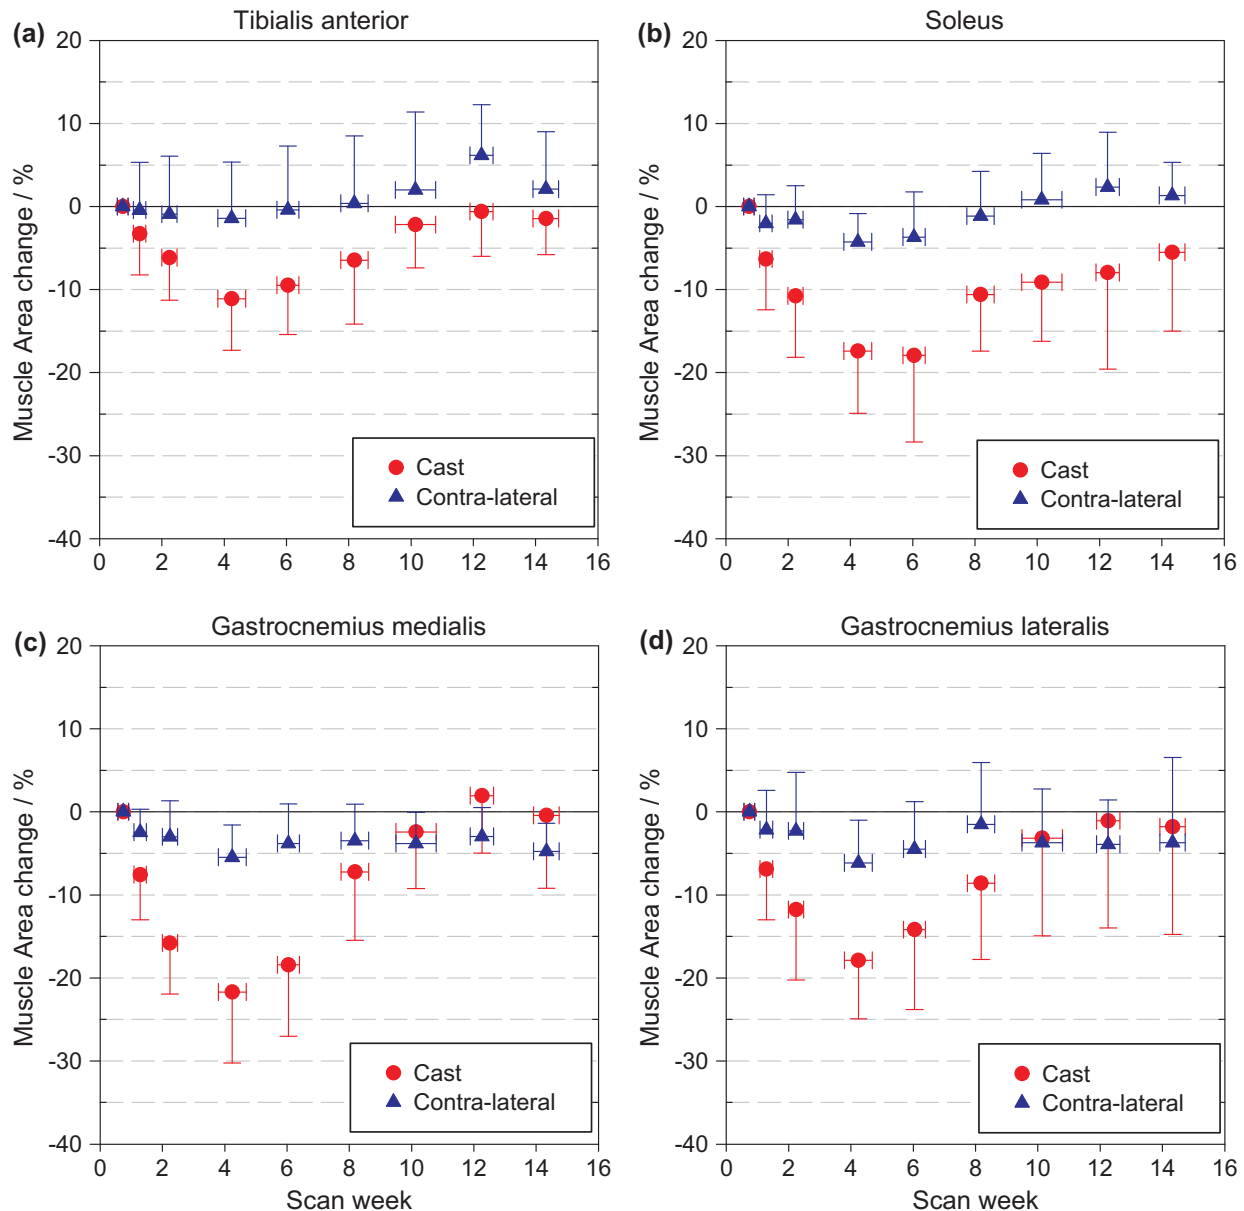 Tibialis anterior
(a)
Muscle Area change / %
20
10
0
-10
-20
-30
-40
Cast
Contra-lateral
0 2 4 6 8 10 12 14 16
Soleus
(b)
Muscle Area change / %
20
10
0
-10
-20
-30
-40
Cast
Contra-lateral
0 2 4 6 8 10 12 14 16
Gastrocnemius medialis
(c)
Muscle Area change / %
20
10
0
-10
-20
-30
-40
Cast
Contra-lateral
0 2 4 6 8 10 12 14 16
Scan week
Gastrocnemius lateralis
(d)
Muscle Area change / %
20
10
0
-10
-20
-30
-40
Cast
Contra-lateral
0 2 4 6 8 10 12 14 16
Scan week